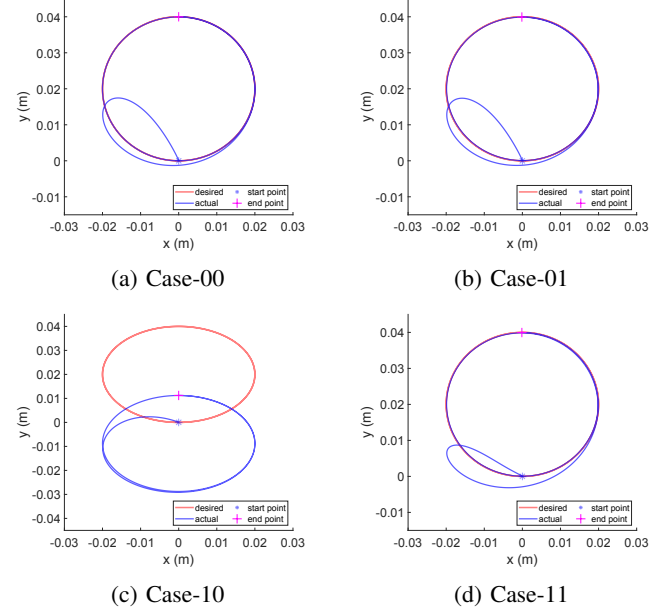 0.04
0.03
0.02
0.01
0
-0.01
y (m)
-0.03 -0.02 -0.01 0 0.01 0.02 0.03
x (m)
desired
actual
start point
end point
(a) Case-00
0.04
0.03
0.02
0.01
0
-0.01
y (m)
-0.03 -0.02 -0.01 0 0.01 0.02 0.03
x (m)
desired
actual
start point
end point
(b) Case-01
0.04
0.03
0.02
0.01
0
-0.01
-0.02
-0.03
-0.04
y (m)
-0.03 -0.02 -0.01 0 0.01 0.02 0.03
x (m)
desired
actual
start point
end point
(c) Case-10
0.04
0.03
0.02
0.01
0
-0.01
y (m)
-0.03 -0.02 -0.01 0 0.01 0.02 0.03
x (m)
desired
actual
start point
end point
(d) Case-11